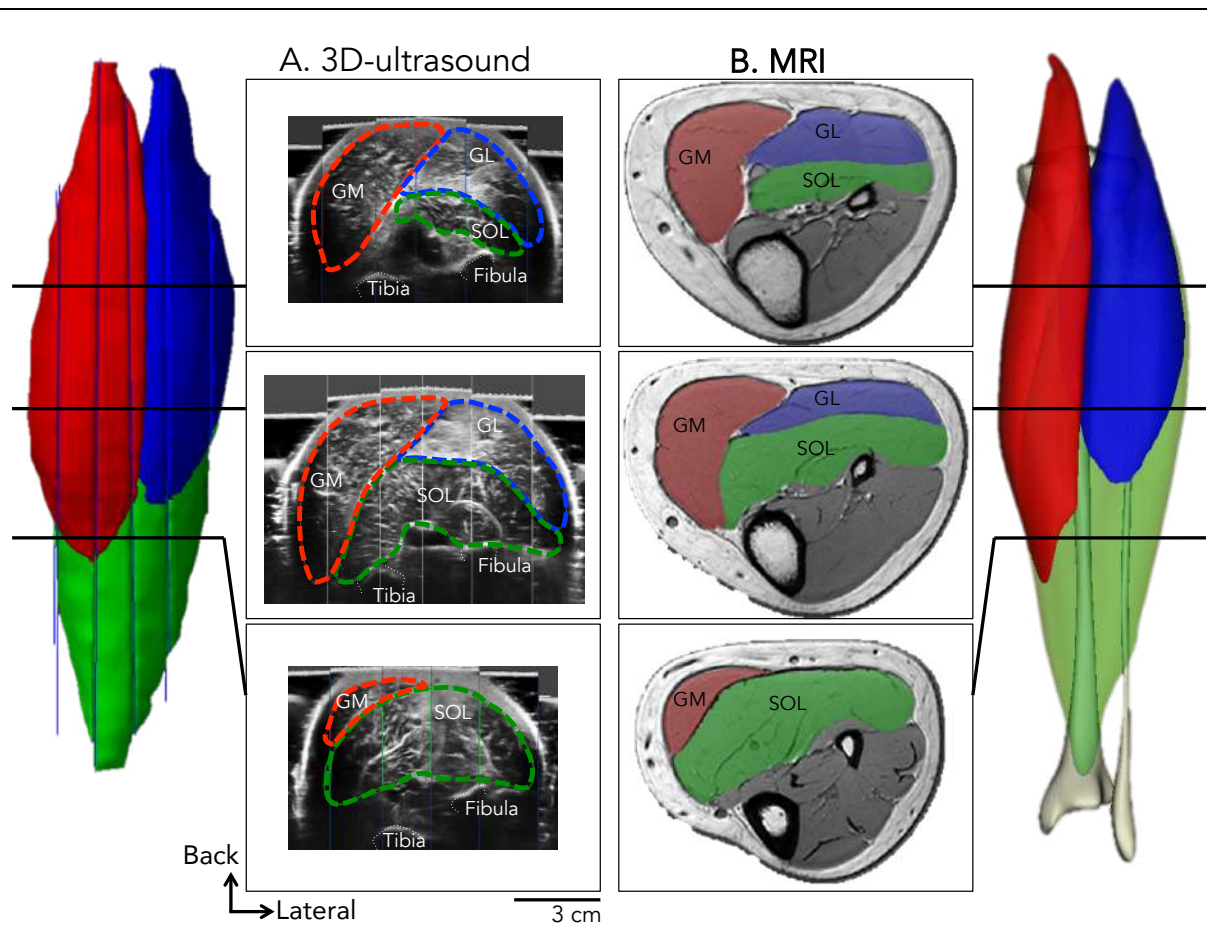 A. 3D-ultrasound
B. MRI
GM
GL
SOL
Tibia
Fibula
GM
GL
SOL
GM
GL
SOL
Tibia
Fibula
GM
GL
SOL
GM
SOL
Tibia
Fibula
GM
SOL
Back
Lateral
3 cm